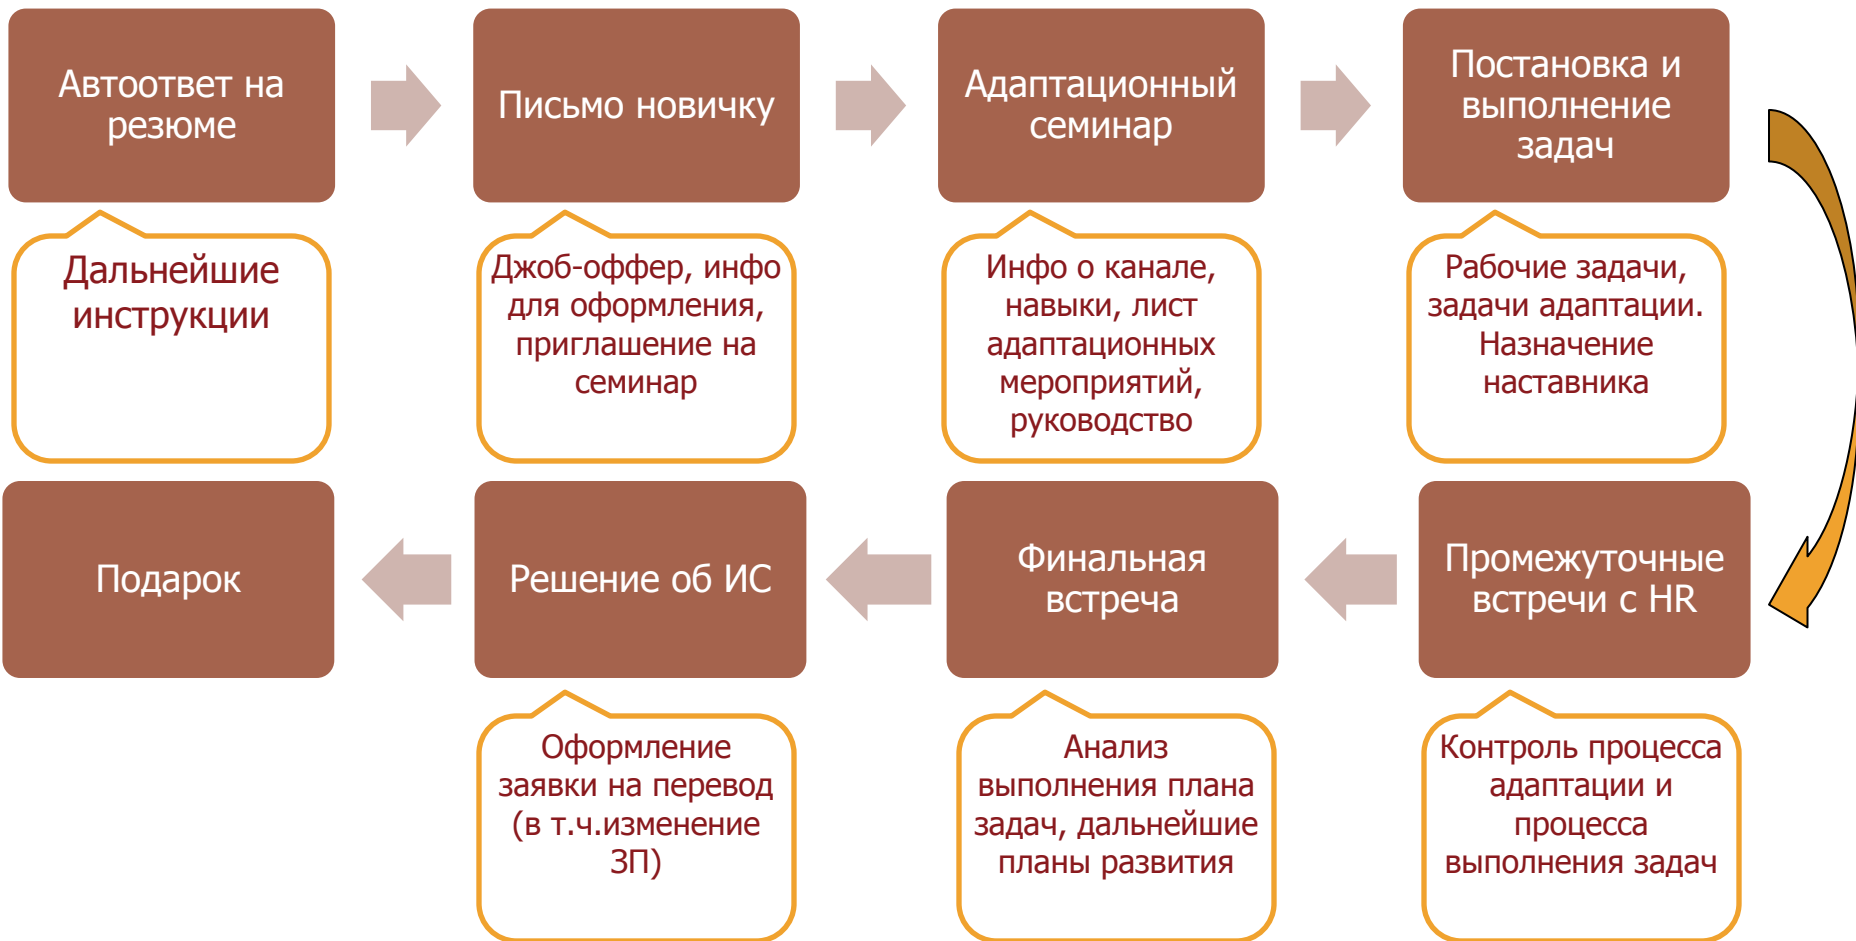 Автоответ на
резюме
Письмо новичку
Адаптационный
семинар
Постановка и
выполнение
задач
Дальнейшие
инструкции
Джоб-оффер, инфо
для оформления,
приглашение на
семинар
Инфо о канале,
навыки, лист
адаптационных
мероприятий,
руководство
Рабочие задачи,
задачи адаптации.
Назначение
наставника
Подарок
Решение об ИС
Финальная
встреча
Промежуточные
встречи с HR
Оформление
заявки на перевод
(в т.ч.изменение
ЗП)
Анализ
выполнения плана
задач, дальнейшие
планы развития
Контроль процесса
адаптации и
процесса
выполнения задач